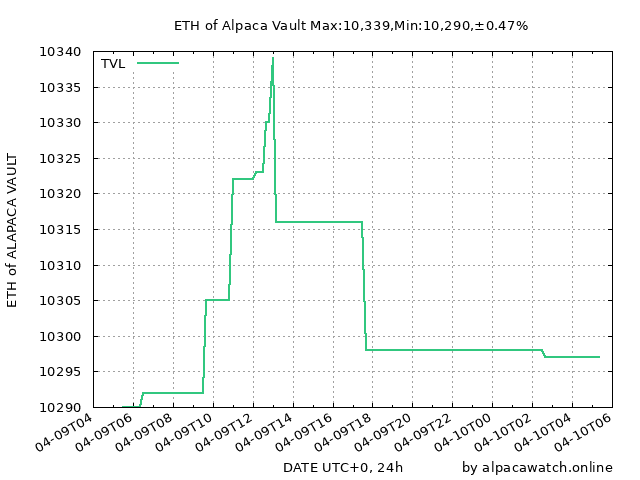 ETH of Alpaca Vault Max:10,339,Min:10,290,±0.47%
TVL
ETH of ALAPACA VAULT
10340
10335
10330
10325
10320
10315
10310
10305
10300
10295
10290
04-09T04
04-09T06
04-09T08
04-09T10
04-09T12
04-09T14
04-09T16
04-09T18
04-09T20
04-09T22
04-10T00
04-10T02
04-10T04
04-10T06
DATE UTC+0, 24h
by alpacawatch.online